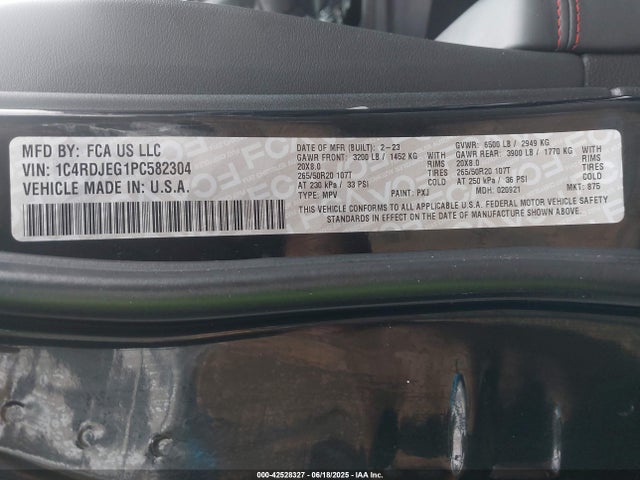 MFD BY: FCA US LLC
VIN: 1C4RDJEG1PC582304
VEHICLE MADE IN U.S.A.
DATE OF MFR (BUILT): 2-23
GVWR: 6500 LB / 2949 KG
GAWR FRONT: 3200 LB / 1452 KG WITH
GAWR REAR: 3900 LB / 1770 KG WITH
20X8.0 RIMS
20X8.0 RIMS
265/50R20 107T TIRES
265/50R20 107T TIRES
AT 230 kPa / 33 PSI COLD
AT 250 kPa / 36 PSI COLD
TYPE: MPV PAINT: PXJ MDH: 020921 MKT: 875
THIS VEHICLE CONFORMS TO ALL APPLICABLE U.S.A. FEDERAL MOTOR VEHICLE SAFETY
STANDARDS IN EFFECT ON THE DATE OF MANUFACTURE SHOWN ABOVE.
000-42528327 - 06/18/2025 - IAA Inc.